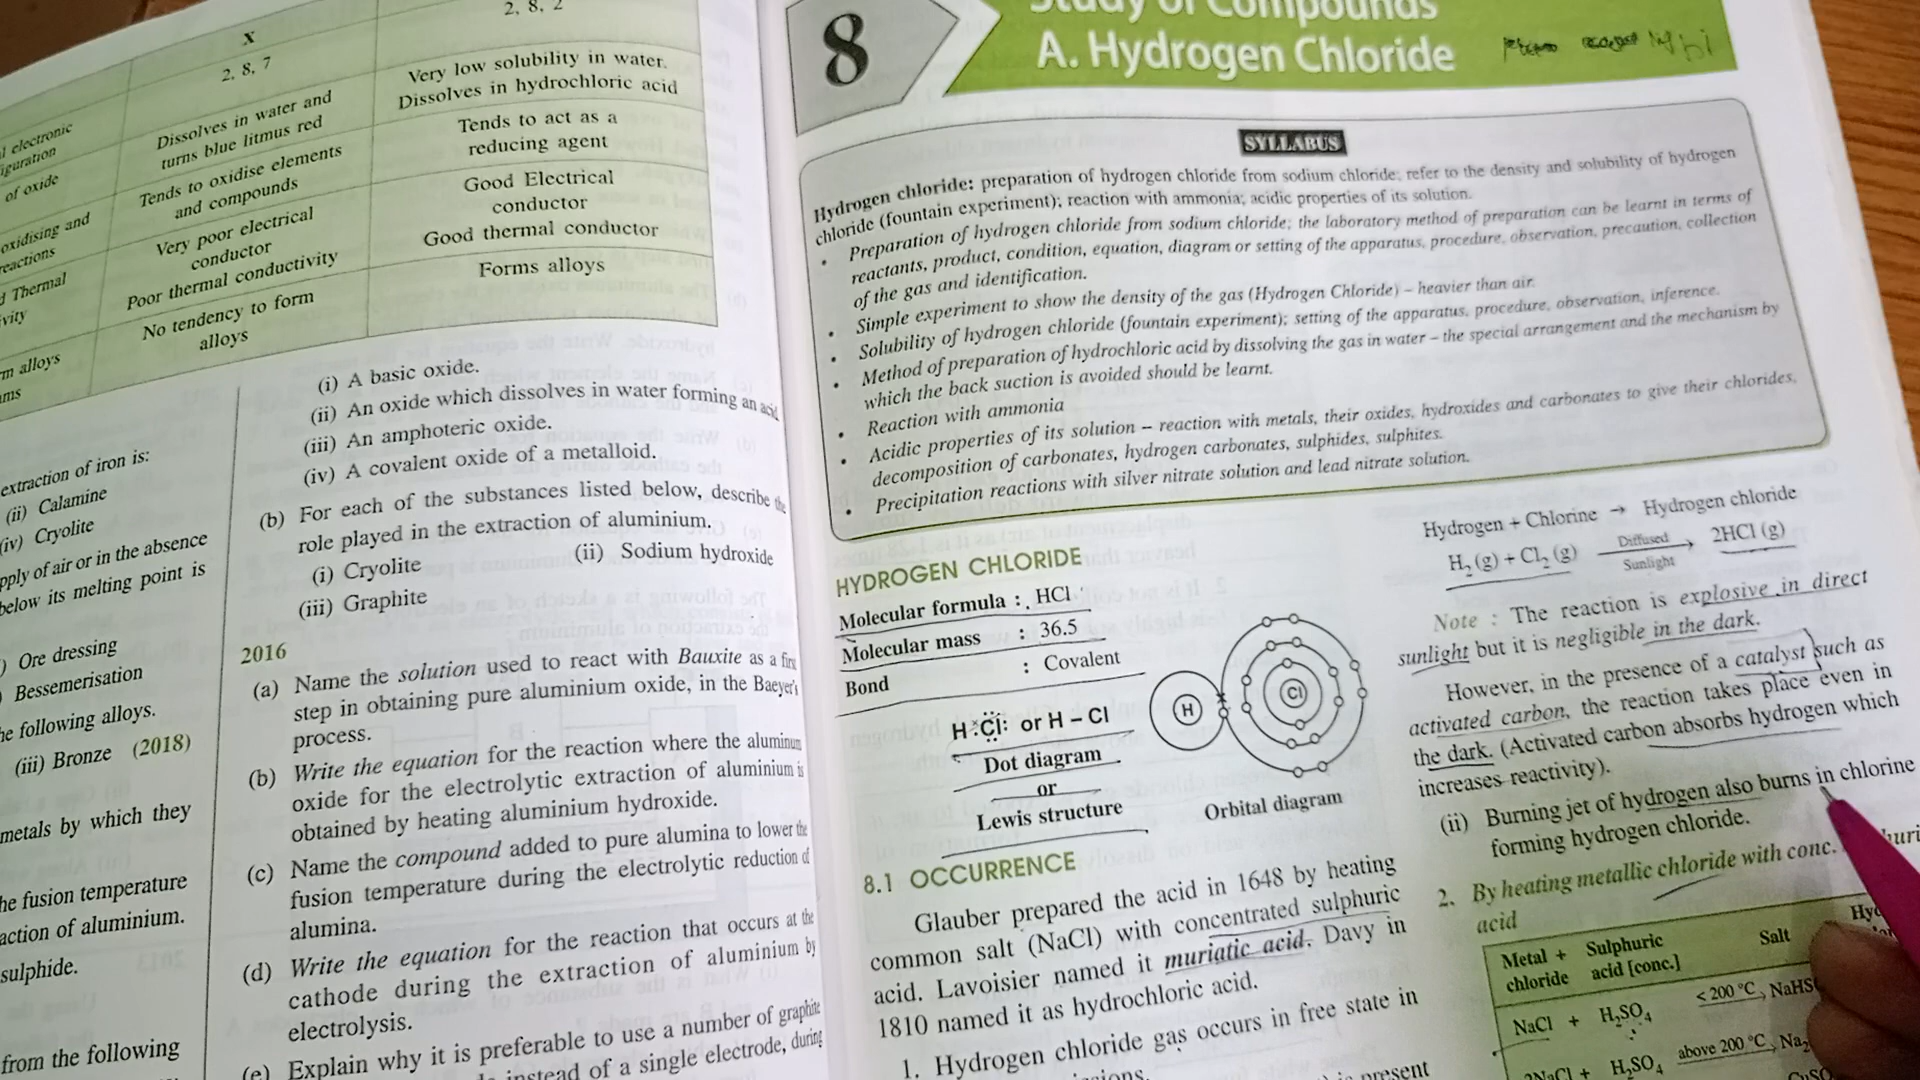 X
2, 8, 2
2, 8, 7
Very low solubility in water.
Dissolves in hydrochloric acid
electronic
iguration
Dissolves in water and
turns blue litmus red
Tends to act as a
reducing agent
of oxide
Tends to oxidise elements
and compounds
Good Electrical
conductor
Good thermal conductor
oxidising and
reactions
Very poor electrical
conductor
Poor thermal conductivity
Thermal
Forms alloys
No tendency to form
alloys
alloys
(i) A basic oxide.
(ii) An oxide which dissolves in water forming an acid
(iii) An amphoteric oxide.
(iv) A covalent oxide of a metalloid.
extraction of iron is:
(ii) Calamine
(iv) Cryolite
pply of air or in the absence
below its melting point is
Ore dressing
Bessemerisation
he following alloys.
(iii) Bronze (2018)
metals by which they
he fusion temperature
action of aluminium.
sulphide.
from the following
(b) For each of the substances listed below, describe the
role played in the extraction of aluminium.
(i) Cryolite (ii) Sodium hydroxide
(iii) Graphite
2016
(a) Name the solution used to react with Bauxite as a first
step in obtaining pure aluminium oxide, in the Baeyer's
process.
(b) Write the equation for the reaction where the aluminum
oxide for the electrolytic extraction of aluminium is
obtained by heating aluminium hydroxide.
(c) Name the compound added to pure alumina to lower the
fusion temperature during the electrolytic reduction of
alumina.
(d) Write the equation for the reaction that occurs at the
cathode during the extraction of aluminium by
electrolysis.
(e) Explain why it is preferable to use a number of graphite
instead of a single electrode, during
8
Study of Compounds
A. Hydrogen Chloride
SYLLABUS
Hydrogen chloride: preparation of hydrogen chloride from sodium chloride; refer to the density and solubility of hydrogen
chloride (fountain experiment); reaction with ammonia; acidic properties of its solution.
• Preparation of hydrogen chloride from sodium chloride; the laboratory method of preparation can be learnt in terms of
reactants, product, condition, equation, diagram or setting of the apparatus, procedure, observation, precaution, collection
of the gas and identification.
• Simple experiment to show the density of the gas (Hydrogen Chloride) – heavier than air.
• Solubility of hydrogen chloride (fountain experiment); setting of the apparatus, procedure, observation, inference.
• Method of preparation of hydrochloric acid by dissolving the gas in water – the special arrangement and the mechanism by
which the back suction is avoided should be learnt.
• Reaction with ammonia
• Acidic properties of its solution – reaction with metals, their oxides, hydroxides and carbonates to give their chlorides,
decomposition of carbonates, hydrogen carbonates, sulphides, sulphites.
• Precipitation reactions with silver nitrate solution and lead nitrate solution.
HYDROGEN CHLORIDE
Molecular formula : HCl
Molecular mass : 36.5
Bond : Covalent
H ×Cl: or H – Cl
Dot diagram
or
Lewis structure
H
Cl
Orbital diagram
8.1 OCCURRENCE
Glauber prepared the acid in 1648 by heating
common salt (NaCl) with concentrated sulphuric
acid. Lavoisier named it muriatic acid. Davy in
1810 named it as hydrochloric acid.
1. Hydrogen chloride gas occurs in free state in
present
Hydrogen + Chlorine → Hydrogen chloride
H₂ (g) + Cl₂ (g) Diffused Sunlight → 2HCl (g)
Note : The reaction is explosive in direct
sunlight but it is negligible in the dark.
However, in the presence of a catalyst such as
activated carbon, the reaction takes place even in
the dark. (Activated carbon absorbs hydrogen which
increases reactivity).
(ii) Burning jet of hydrogen also burns in chlorine
forming hydrogen chloride.
2. By heating metallic chloride with conc.
acid
Metal + Sulphuric Salt
chloride acid [conc.]
NaCl + H₂SO₄ < 200 °C NaHS
2NaCl + H₂SO₄ above 200 °C Na₂